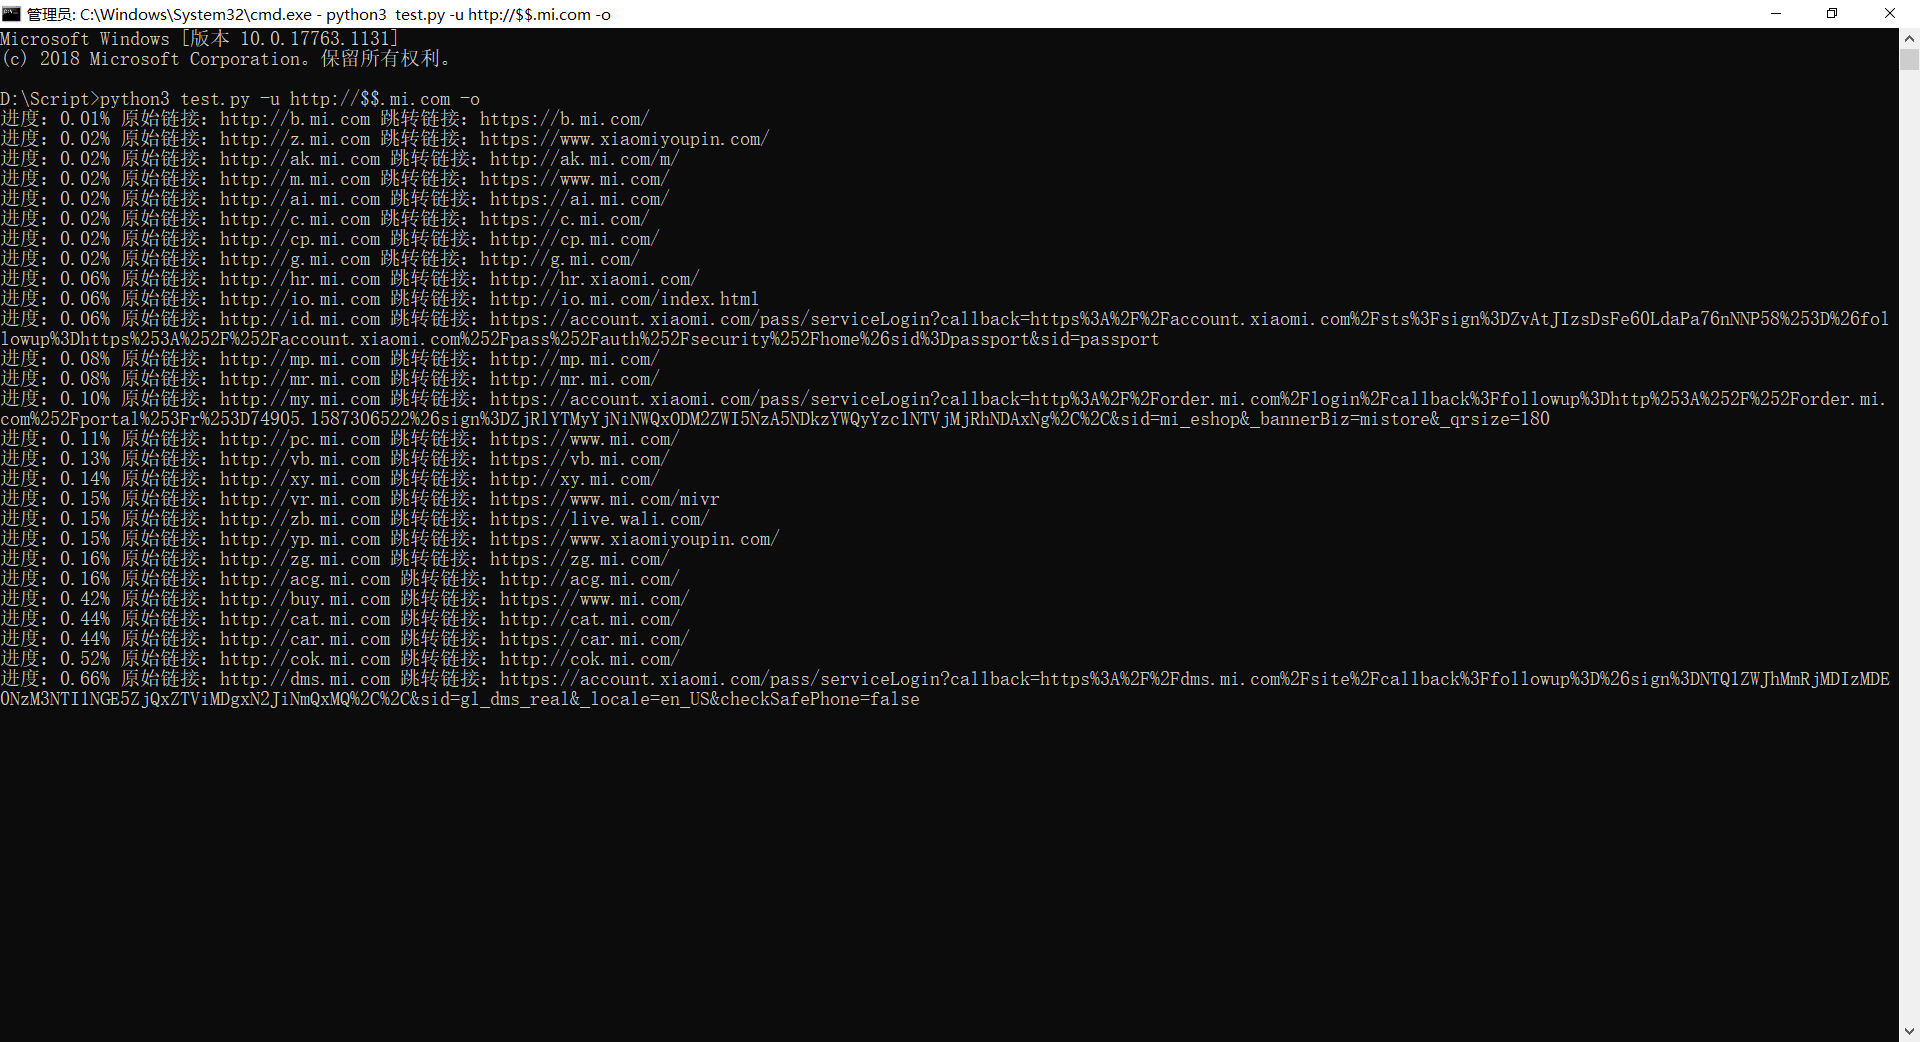 管理员: C:\Windows\System32\cmd.exe - python3  test.py -u http://$$.mi.com -o
Microsoft Windows [版本 10.0.17763.1131]
(c) 2018 Microsoft Corporation。保留所有权利。
D:\Script>python3 test.py -u http://$$.mi.com -o
进度：0.01% 原始链接：http://b.mi.com 跳转链接：https://b.mi.com/
进度：0.02% 原始链接：http://z.mi.com 跳转链接：https://www.xiaomiyoupin.com/
进度：0.02% 原始链接：http://ak.mi.com 跳转链接：http://ak.mi.com/m/
进度：0.02% 原始链接：http://m.mi.com 跳转链接：https://www.mi.com/
进度：0.02% 原始链接：http://ai.mi.com 跳转链接：https://ai.mi.com/
进度：0.02% 原始链接：http://c.mi.com 跳转链接：https://c.mi.com/
进度：0.02% 原始链接：http://cp.mi.com 跳转链接：http://cp.mi.com/
进度：0.02% 原始链接：http://g.mi.com 跳转链接：http://g.mi.com/
进度：0.06% 原始链接：http://hr.mi.com 跳转链接：http://hr.xiaomi.com/
进度：0.06% 原始链接：http://io.mi.com 跳转链接：http://io.mi.com/index.html
进度：0.06% 原始链接：http://id.mi.com 跳转链接：https://account.xiaomi.com/pass/serviceLogin?callback=https%3A%2F%2Faccount.xiaomi.com%2Fsts%3Fsign%3DZvAtJIzsDsFe60LdaPa76nNNP58%253D%26fol
lowup%3Dhttps%253A%252F%252Faccount.xiaomi.com%252Fpass%252Fauth%252Fsecurity%252Fhome%26sid%3Dpassport&sid=passport
进度：0.08% 原始链接：http://mp.mi.com 跳转链接：http://mp.mi.com/
进度：0.08% 原始链接：http://mr.mi.com 跳转链接：http://mr.mi.com/
进度：0.10% 原始链接：http://my.mi.com 跳转链接：https://account.xiaomi.com/pass/serviceLogin?callback=http%3A%2F%2Forder.mi.com%2Flogin%2Fcallback%3Ffollowup%3Dhttp%253A%252F%252Forder.mi.
com%252Fportal%253Fr%253D74905.1587306522%26sign%3DZjRlYTMyYjNiNWQxODM2ZWI5NzA5NDkzYWQyYzc1NTVjMjRhNDAxNg%2C%2C&sid=mi_eshop&_bannerBiz=mistore&_qrsize=180
进度：0.11% 原始链接：http://pc.mi.com 跳转链接：https://www.mi.com/
进度：0.13% 原始链接：http://vb.mi.com 跳转链接：https://vb.mi.com/
进度：0.14% 原始链接：http://xy.mi.com 跳转链接：http://xy.mi.com/
进度：0.15% 原始链接：http://vr.mi.com 跳转链接：https://www.mi.com/mivr
进度：0.15% 原始链接：http://zb.mi.com 跳转链接：https://live.wali.com/
进度：0.15% 原始链接：http://yp.mi.com 跳转链接：https://www.xiaomiyoupin.com/
进度：0.16% 原始链接：http://zg.mi.com 跳转链接：https://zg.mi.com/
进度：0.16% 原始链接：http://acg.mi.com 跳转链接：http://acg.mi.com/
进度：0.42% 原始链接：http://buy.mi.com 跳转链接：https://www.mi.com/
进度：0.44% 原始链接：http://cat.mi.com 跳转链接：http://cat.mi.com/
进度：0.44% 原始链接：http://car.mi.com 跳转链接：https://car.mi.com/
进度：0.52% 原始链接：http://cok.mi.com 跳转链接：http://cok.mi.com/
进度：0.66% 原始链接：http://dms.mi.com 跳转链接：https://account.xiaomi.com/pass/serviceLogin?callback=https%3A%2F%2Fdms.mi.com%2Fsite%2Fcallback%3Ffollowup%3D%26sign%3DNTQ1ZWJhMmRjMDIzMDE
0NzM3NTI1NGE5ZjQxZTViMDgxN2JiNmQxMQ%2C%2C&sid=gl_dms_real&_locale=en_US&checkSafePhone=false